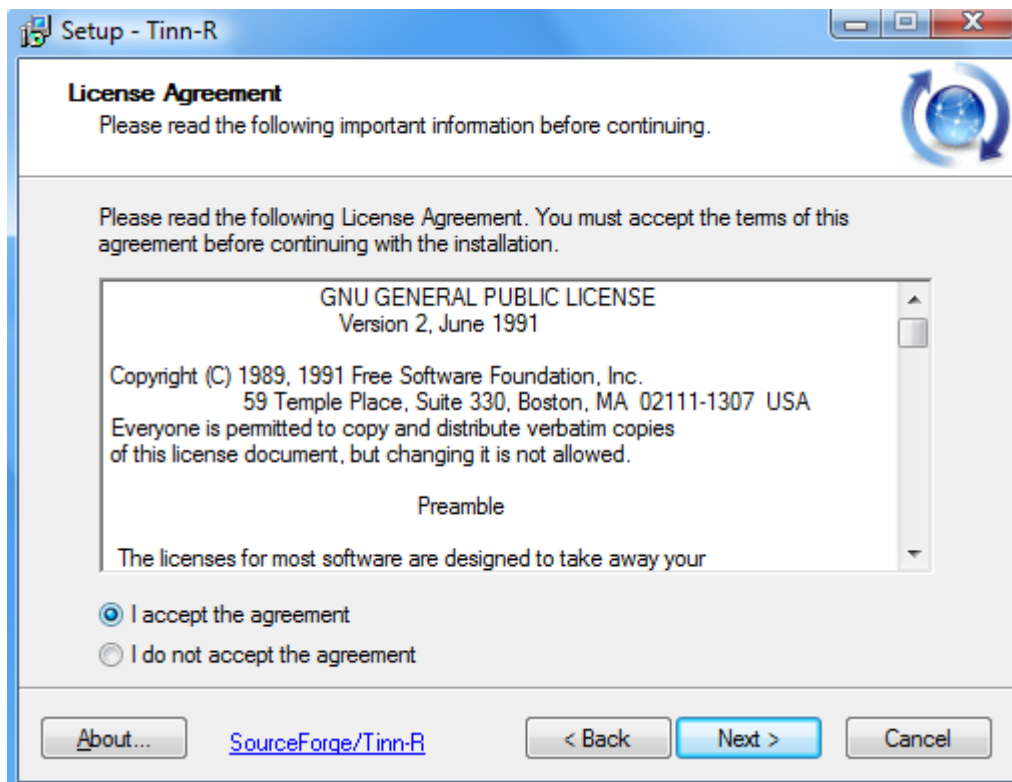 Setup - Tinn-R
License Agreement
Please read the following important information before continuing.
Please read the following License Agreement. You must accept the terms of this
agreement before continuing with the installation.
GNU GENERAL PUBLIC LICENSE
Version 2, June 1991
Copyright (C) 1989, 1991 Free Software Foundation, Inc.
59 Temple Place, Suite 330, Boston, MA  02111-1307  USA
Everyone is permitted to copy and distribute verbatim copies
of this license document, but changing it is not allowed.
Preamble
The licenses for most software are designed to take away your
I accept the agreement
I do not accept the agreement
About...
SourceForge/Tinn-R
< Back
Next >
Cancel